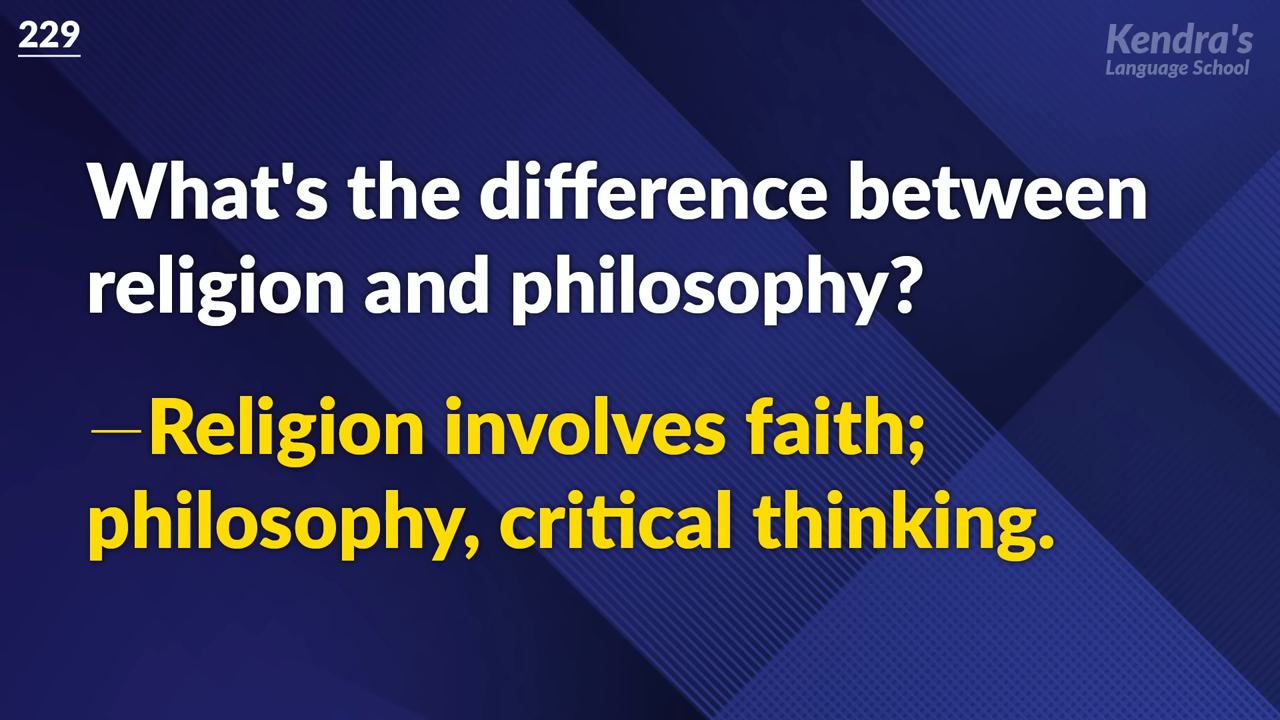 229
Kendra's
Language School
What's the difference between
religion and philosophy?
—Religion involves faith;
philosophy, critical thinking.